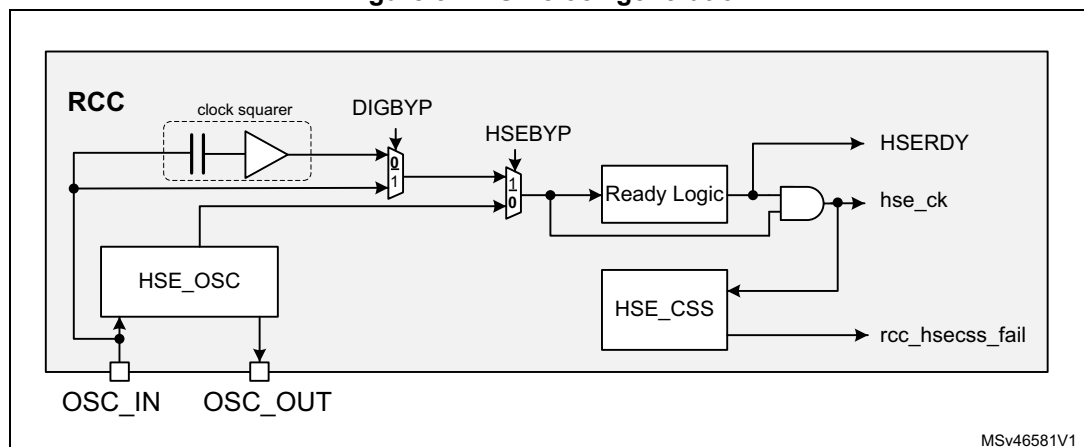 RCC
clock squarer
DIGBYP
0
1
HSEBYP
1
0
Ready Logic
HSERDY
hse_ck
HSE_OSC
HSE_CSS
rcc_hsecss_fail
OSC_IN
OSC_OUT
MSv46581V1